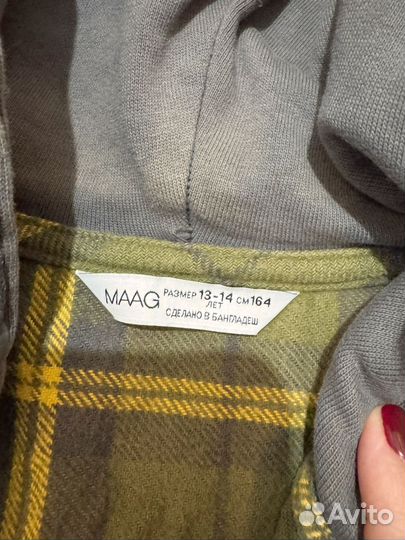 MAAG РАЗМЕР 13-14 СМ 164
ЛЕТ
СДЕЛАНО В БАНГЛАДЕШ
Avito